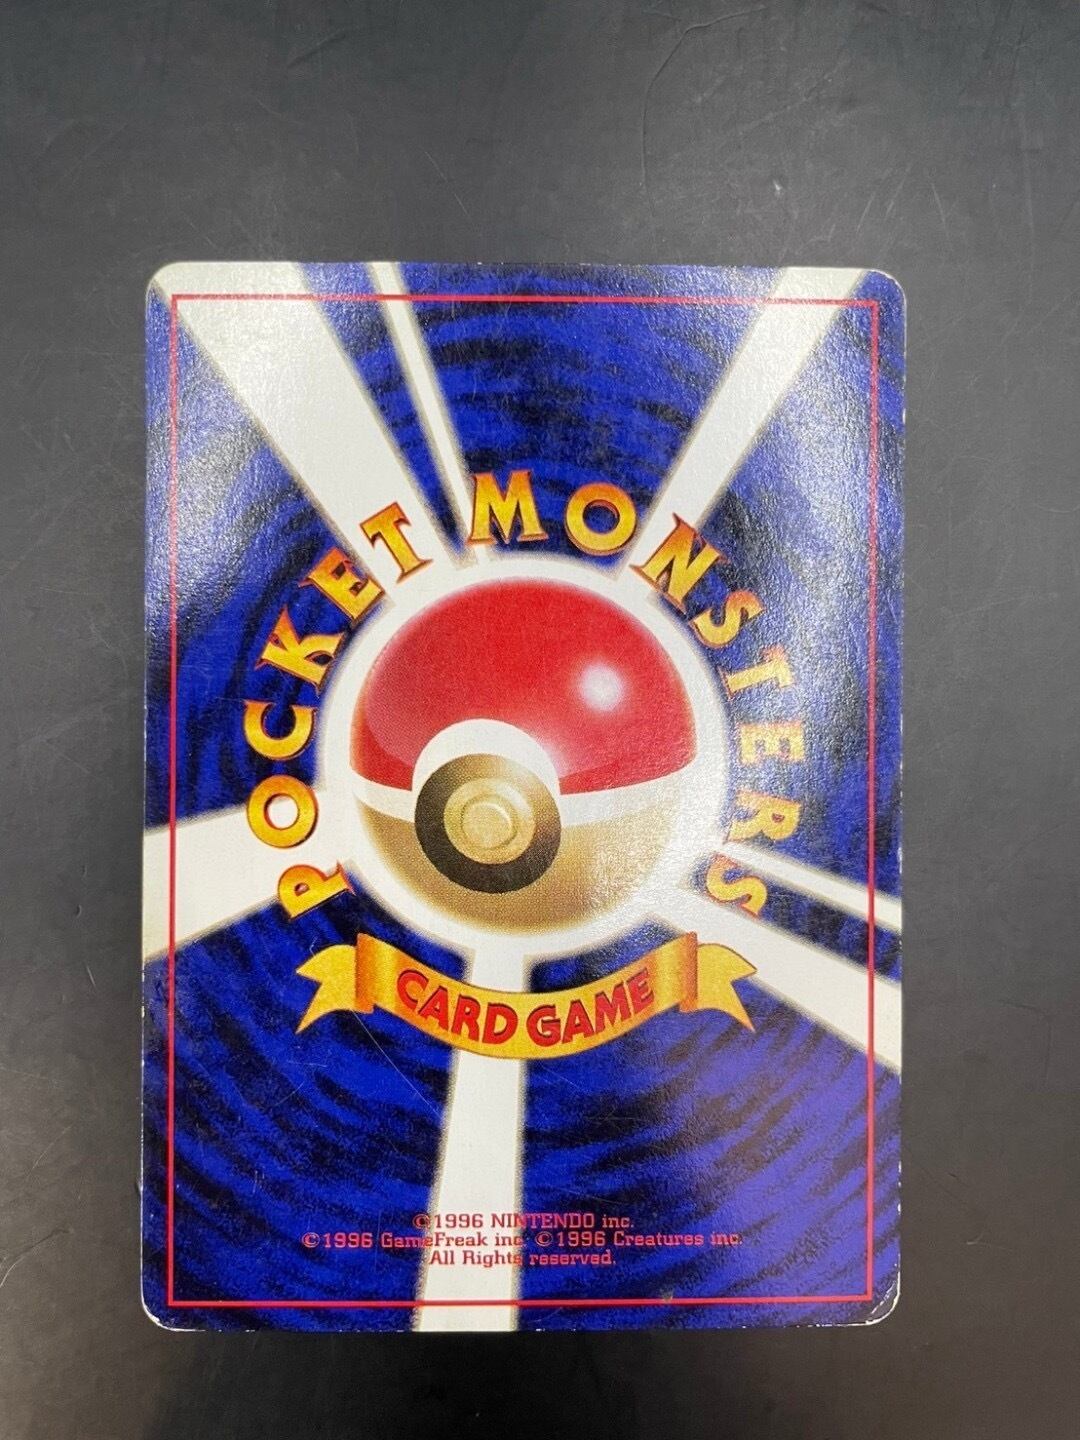 POCKET MONSTERS
CARD GAME
©1996 NINTENDO inc.
©1996 GameFreak inc. ©1996 Creatures inc.
All Rights reserved.